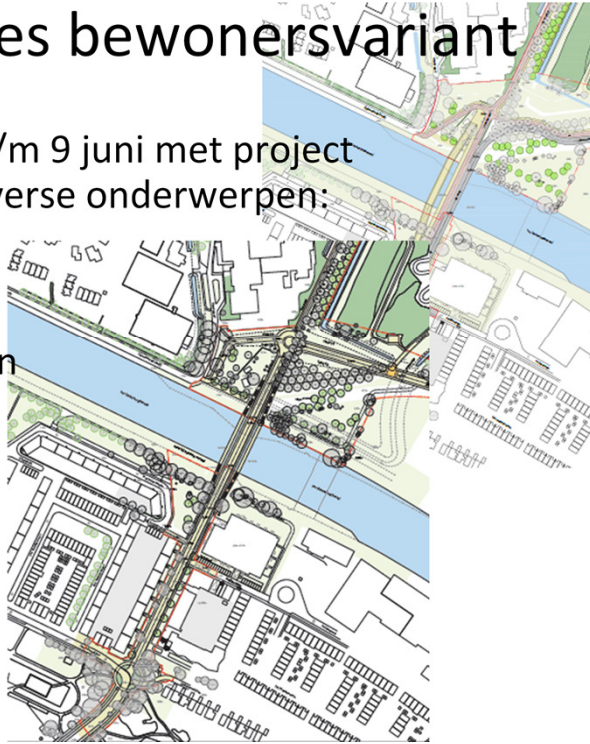 es bewonersvariant
/m 9 juni met project
verse onderwerpen:
n